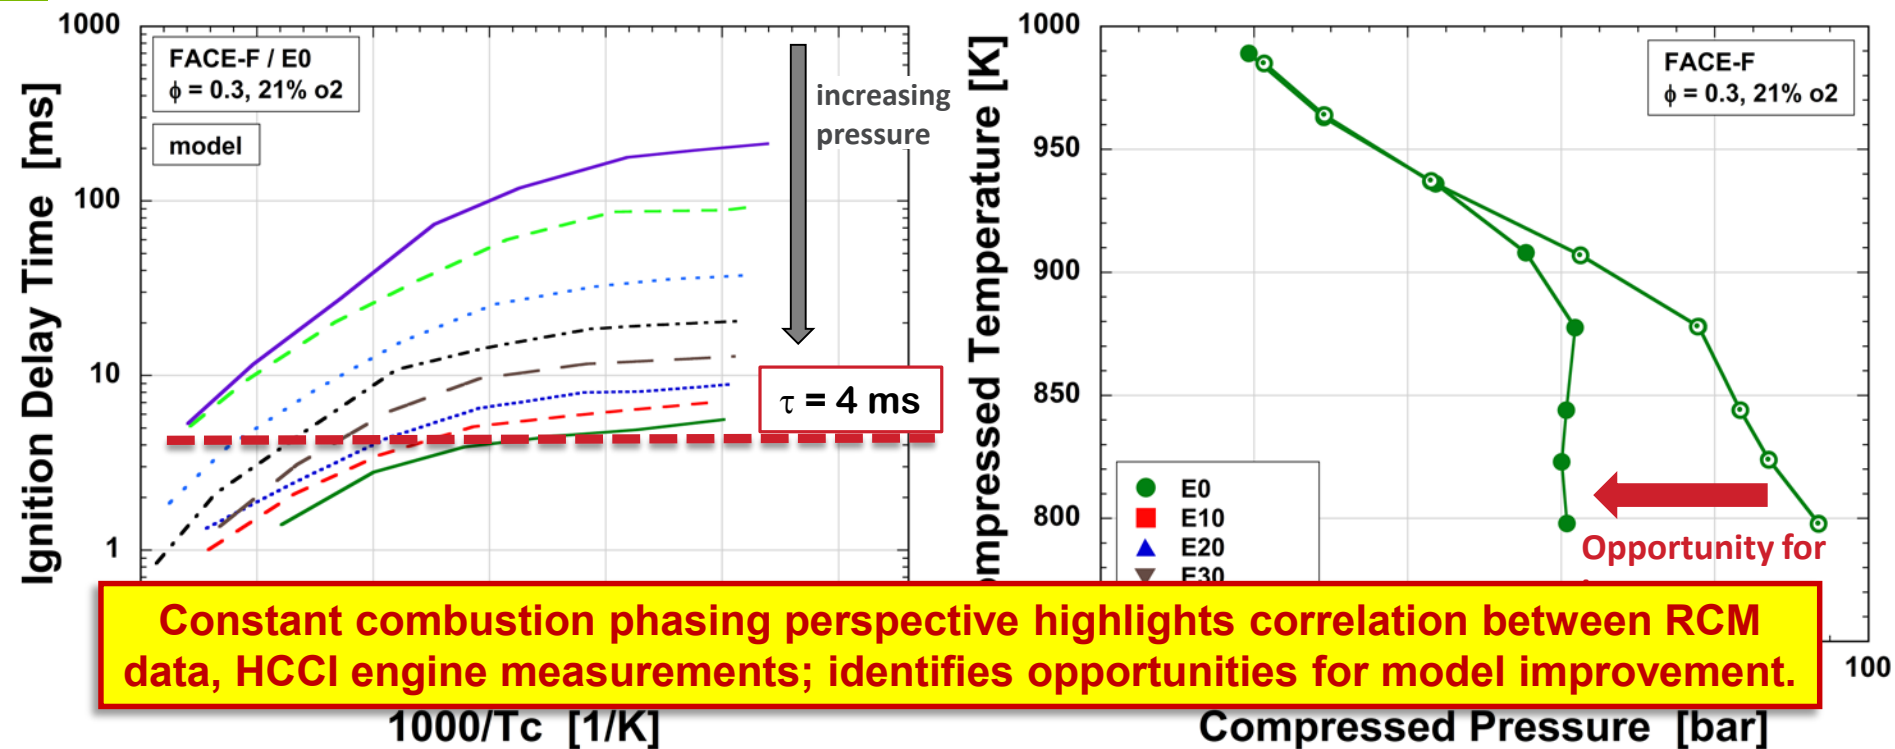 1000
100
10
1
Ignition Delay Time [ms]
FACE-F / E0
ϕ = 0.3, 21% o2
model
increasing
pressure
τ = 4 ms
1000/Tc [1/K]
1000
950
900
850
800
Temperature [K]
FACE-F
ϕ = 0.3, 21% o2
E0
E10
E20
E30
Opportunity for
100
Compressed Pressure [bar]
Constant combustion phasing perspective highlights correlation between RCM
data, HCCI engine measurements; identifies opportunities for model improvement.